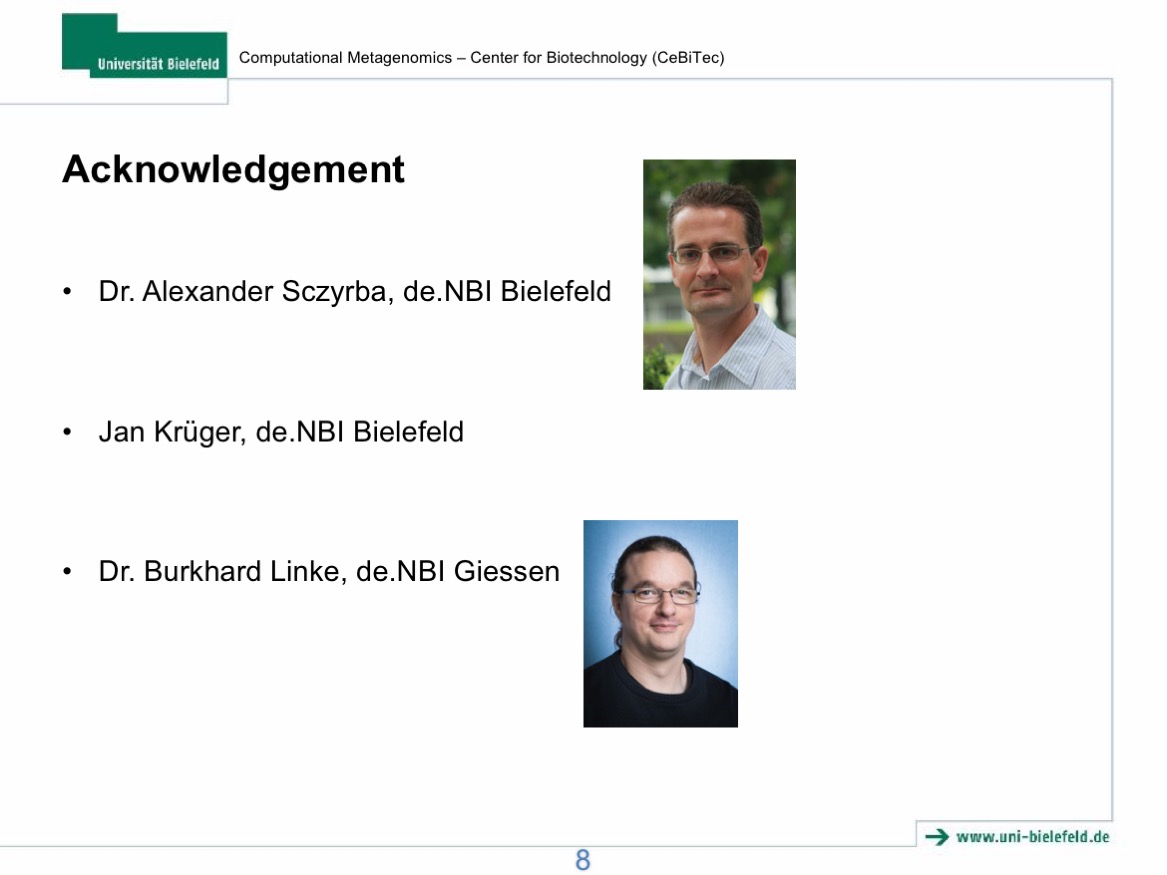 Universität Bielefeld
Computational Metagenomics – Center for Biotechnology (CeBiTec)
Acknowledgement
• Dr. Alexander Sczyrba, de.NBI Bielefeld
• Jan Krüger, de.NBI Bielefeld
• Dr. Burkhard Linke, de.NBI Giessen
www.uni-bielefeld.de
8